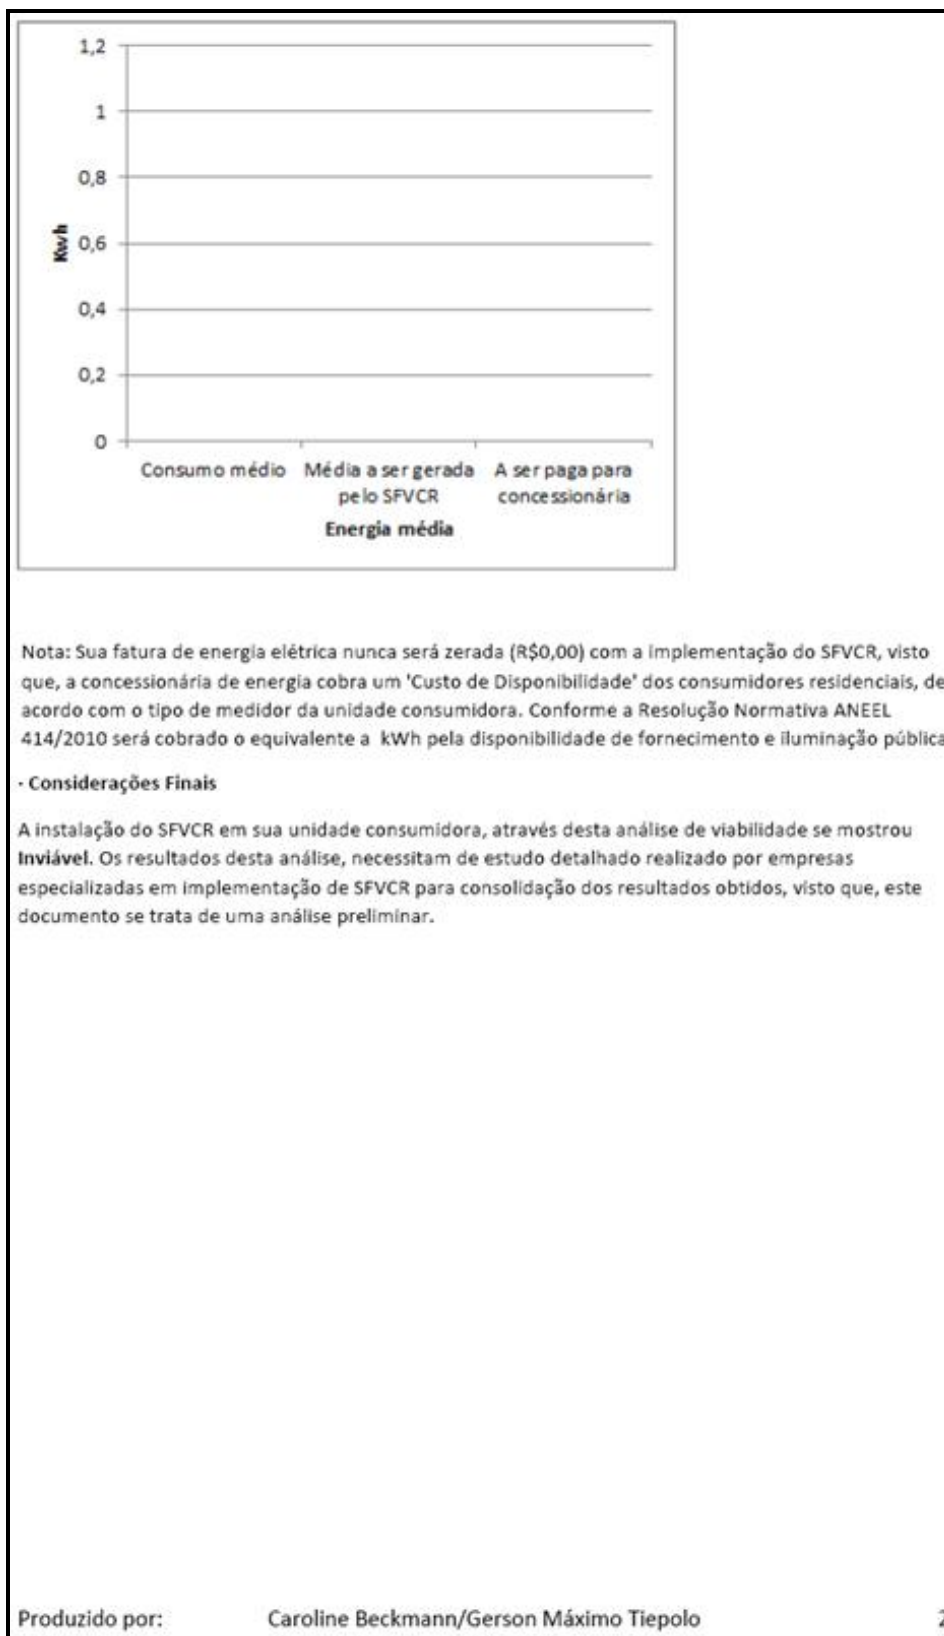 1,2
1
0,8
0,6
0,4
0,2
0
Kwh
Consumo médio Média a ser gerada A ser paga para
pelo SFVCR concessionária
Energia média
Nota: Sua fatura de energia elétrica nunca será zerada (R$0,00) com a implementação do SFVCR, visto
que, a concessionária de energia cobra um 'Custo de Disponibilidade' dos consumidores residenciais, de
acordo com o tipo de medidor da unidade consumidora. Conforme a Resolução Normativa ANEEL
414/2010 será cobrado o equivalente a  kWh pela disponibilidade de fornecimento e iluminação pública
- Considerações Finais
A instalação do SFVCR em sua unidade consumidora, através desta análise de viabilidade se mostrou
Inviável. Os resultados desta análise, necessitam de estudo detalhado realizado por empresas
especializadas em implementação de SFVCR para consolidação dos resultados obtidos, visto que, este
documento se trata de uma análise preliminar.
Produzido por: Caroline Beckmann/Gerson Máximo Tiepolo 2